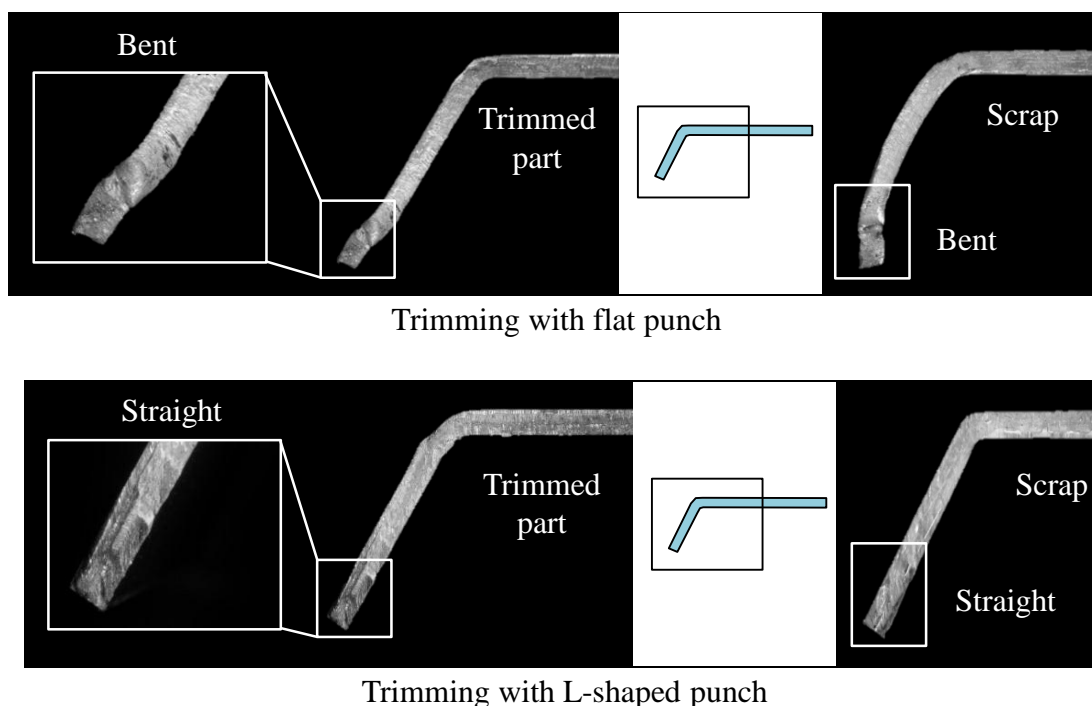 Bent
Trimmed
part
Scrap
Bent
Trimming with flat punch
Straight
Trimmed
part
Scrap
Straight
Trimming with L-shaped punch